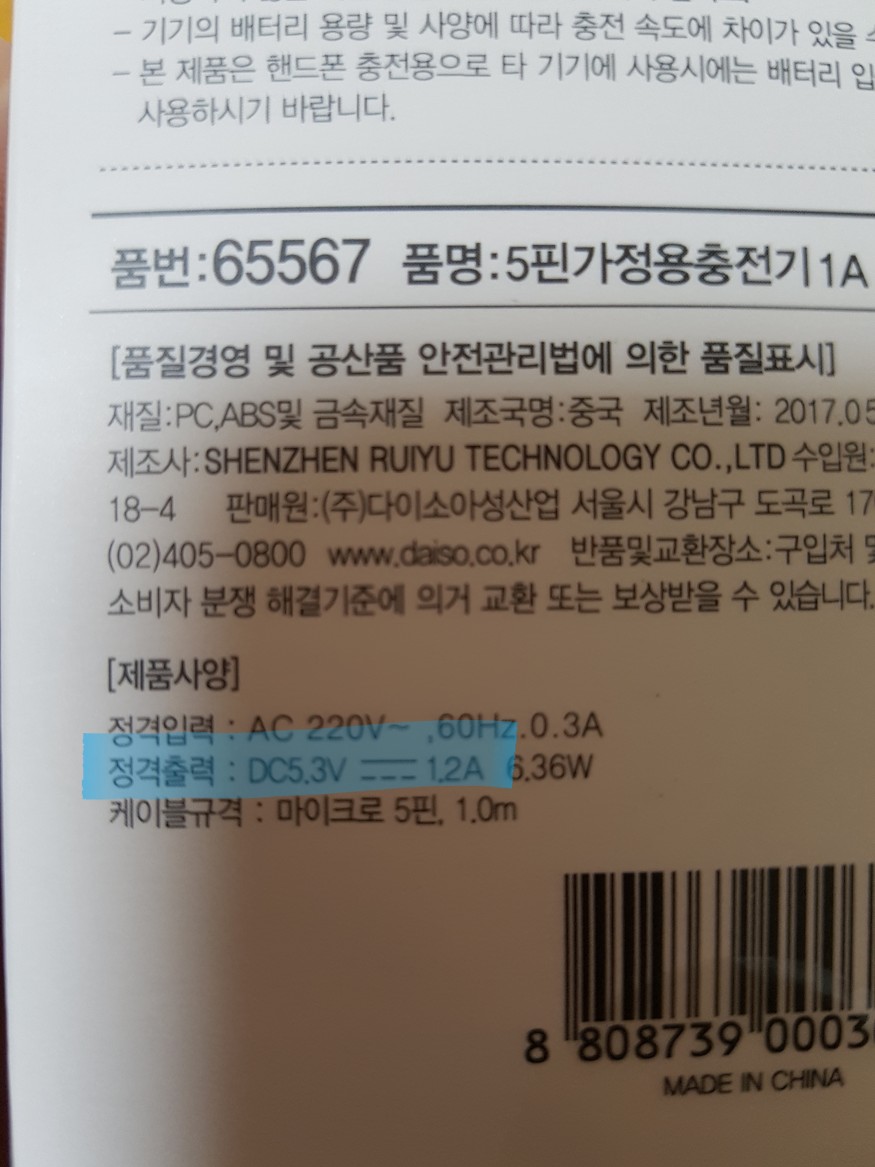 - 기기의 배터리 용량 및 사양에 따라 충전 속도에 차이가 있을
- 본 제품은 핸드폰 충전용으로 타 기기에 사용시에는 배터리 입
사용하시기 바랍니다.
품번:65567 품명:5핀가정용충전기1A
[품질경영 및 공산품 안전관리법에 의한 품질표시]
재질:PC,ABS및 금속재질 제조국명:중국 제조년월: 2017.05
제조사:SHENZHEN RUIYU TECHNOLOGY CO.,LTD 수입원:
18-4 판매원:(주)다이소아성산업 서울시 강남구 도곡로 17
(02)405-0800 www.daiso.co.kr 반품및교환장소:구입처 및
소비자 분쟁 해결기준에 의거 교환 또는 보상받을 수 있습니다.
[제품사양]
정격입력 : AC 220V~ ,60Hz.0.3A
정격출력 : DC5.3V ⎓ 1.2A 6.36W
케이블규격 : 마이크로 5핀, 1.0m
8 808739 0003
MADE IN CHINA